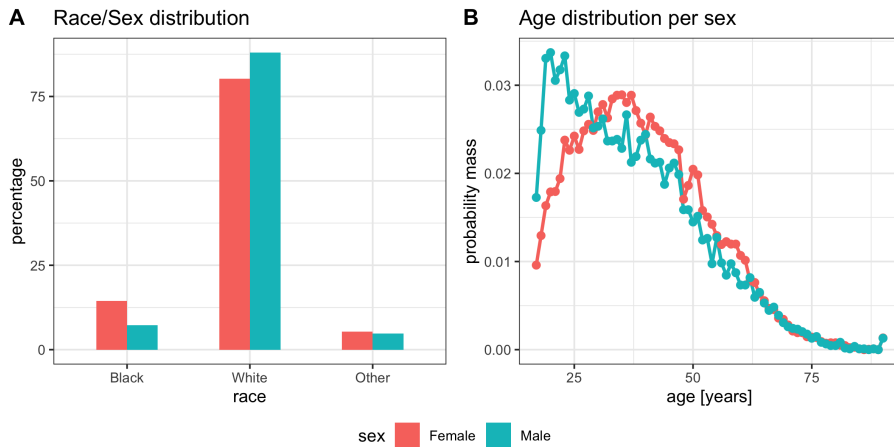 A Race/Sex distribution
percentage
75
50
25
0
Black White Other
race
B Age distribution per sex
probability mass
0.03
0.02
0.01
0.00
25 50 75
age [years]
sex Female Male